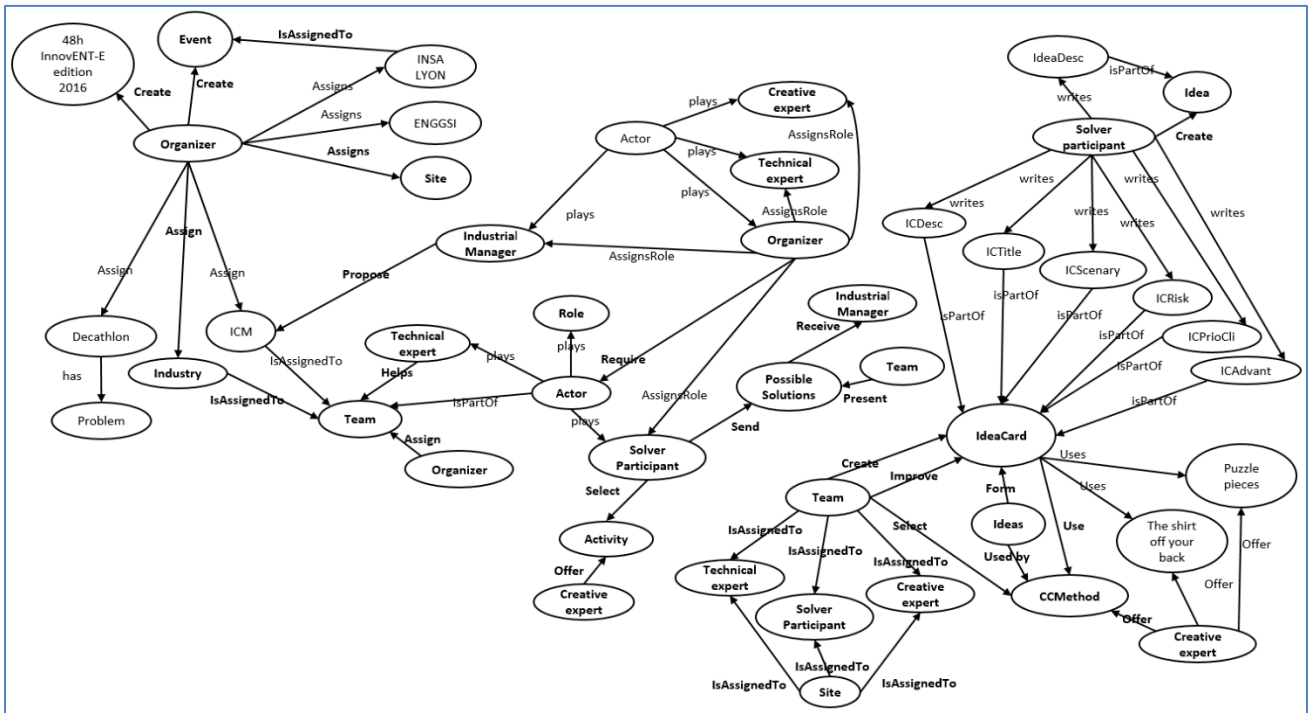 48h
InnovENT-E
edition
2016
Event
IsAssignedTo
INSA
LYON
Create
Create
Assigns
Assigns
ENGGSI
Organizer
Assigns
Site
Assign
Assign
Assign
Decathlon
has
Problem
Industry
ICM
IsAssignedTo
IsAssignedTo
Propose
Industrial
Manager
Actor
plays
plays
plays
plays
Creative
expert
Technical
expert
AssignsRole
AssignsRole
Organizer
AssignsRole
Technical
expert
Helps
plays
Role
plays
Require
Actor
isPartOf
plays
Team
Assign
Organizer
AssignsRole
Solver
Participant
Send
Select
Activity
Offer
Creative
expert
Industrial
Manager
Receive
Possible
Solutions
Team
Present
IdeaDesc
isPartOf
Idea
writes
Create
Solver
participant
writes
writes
writes
writes
writes
writes
ICDesc
ICTitle
ICScenary
ICRisk
ICPrioCli
ICAdvant
isPartOf
isPartOf
isPartOf
isPartOf
isPartOf
isPartOf
IdeaCard
Create
Improve
Team
Select
Form
Ideas
Used by
Use
Uses
Uses
Puzzle
pieces
The shirt
off your
back
Offer
Offer
Offer
CCMethod
Creative
expert
IsAssignedTo
IsAssignedTo
IsAssignedTo
Technical
expert
Solver
Participant
Creative
expert
IsAssignedTo
IsAssignedTo
IsAssignedTo
Site